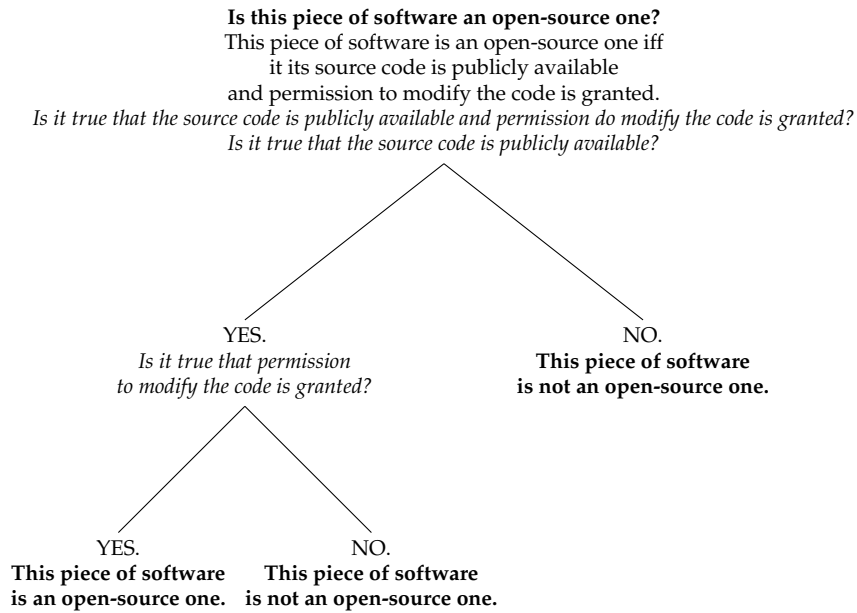 Is this piece of software an open-source one?
This piece of software is an open-source one iff
it its source code is publicly available
and permission to modify the code is granted.
Is it true that the source code is publicly available and permission do modify the code is granted?
Is it true that the source code is publicly available?
YES.
Is it true that permission
to modify the code is granted?
NO.
This piece of software
is not an open-source one.
YES.
This piece of software
is an open-source one.
NO.
This piece of software
is not an open-source one.